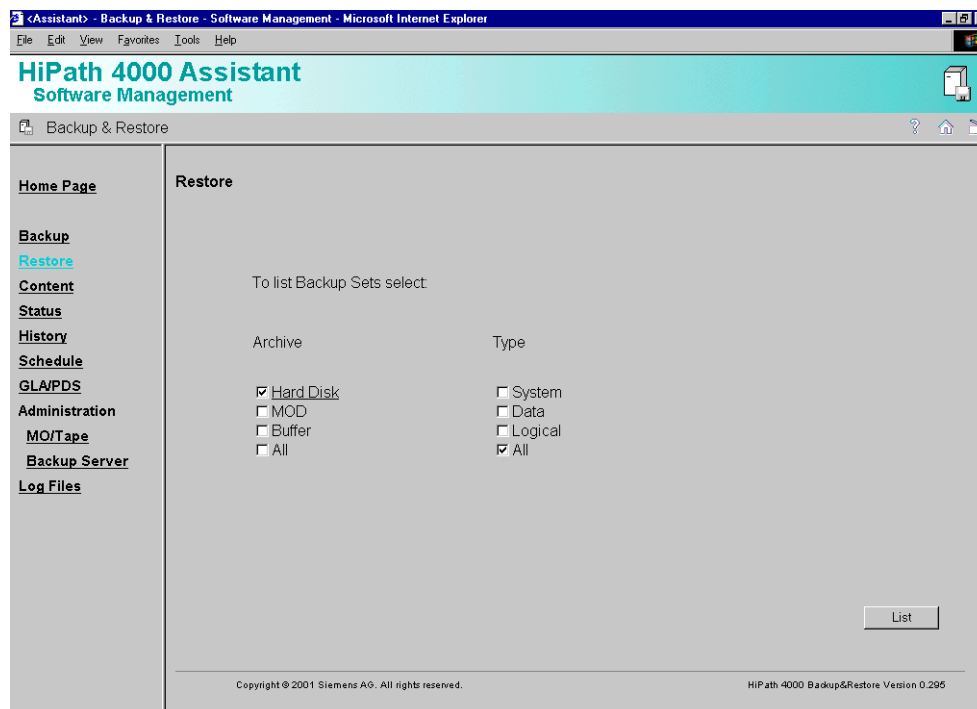 <Assistant> - Backup & Restore - Software Management - Microsoft Internet Explorer
File Edit View Favorites Tools Help
HiPath 4000 Assistant
Software Management
Backup & Restore
Home Page
Backup
Restore
Content
Status
History
Schedule
GLA/PDS
Administration
MO/Tape
Backup Server
Log Files
Restore
To list Backup Sets select:
Archive Type
Hard Disk System
MOD Data
Buffer Logical
All All
List
Copyright © 2001 Siemens AG. All rights reserved. HiPath 4000 Backup&Restore Version 0.295